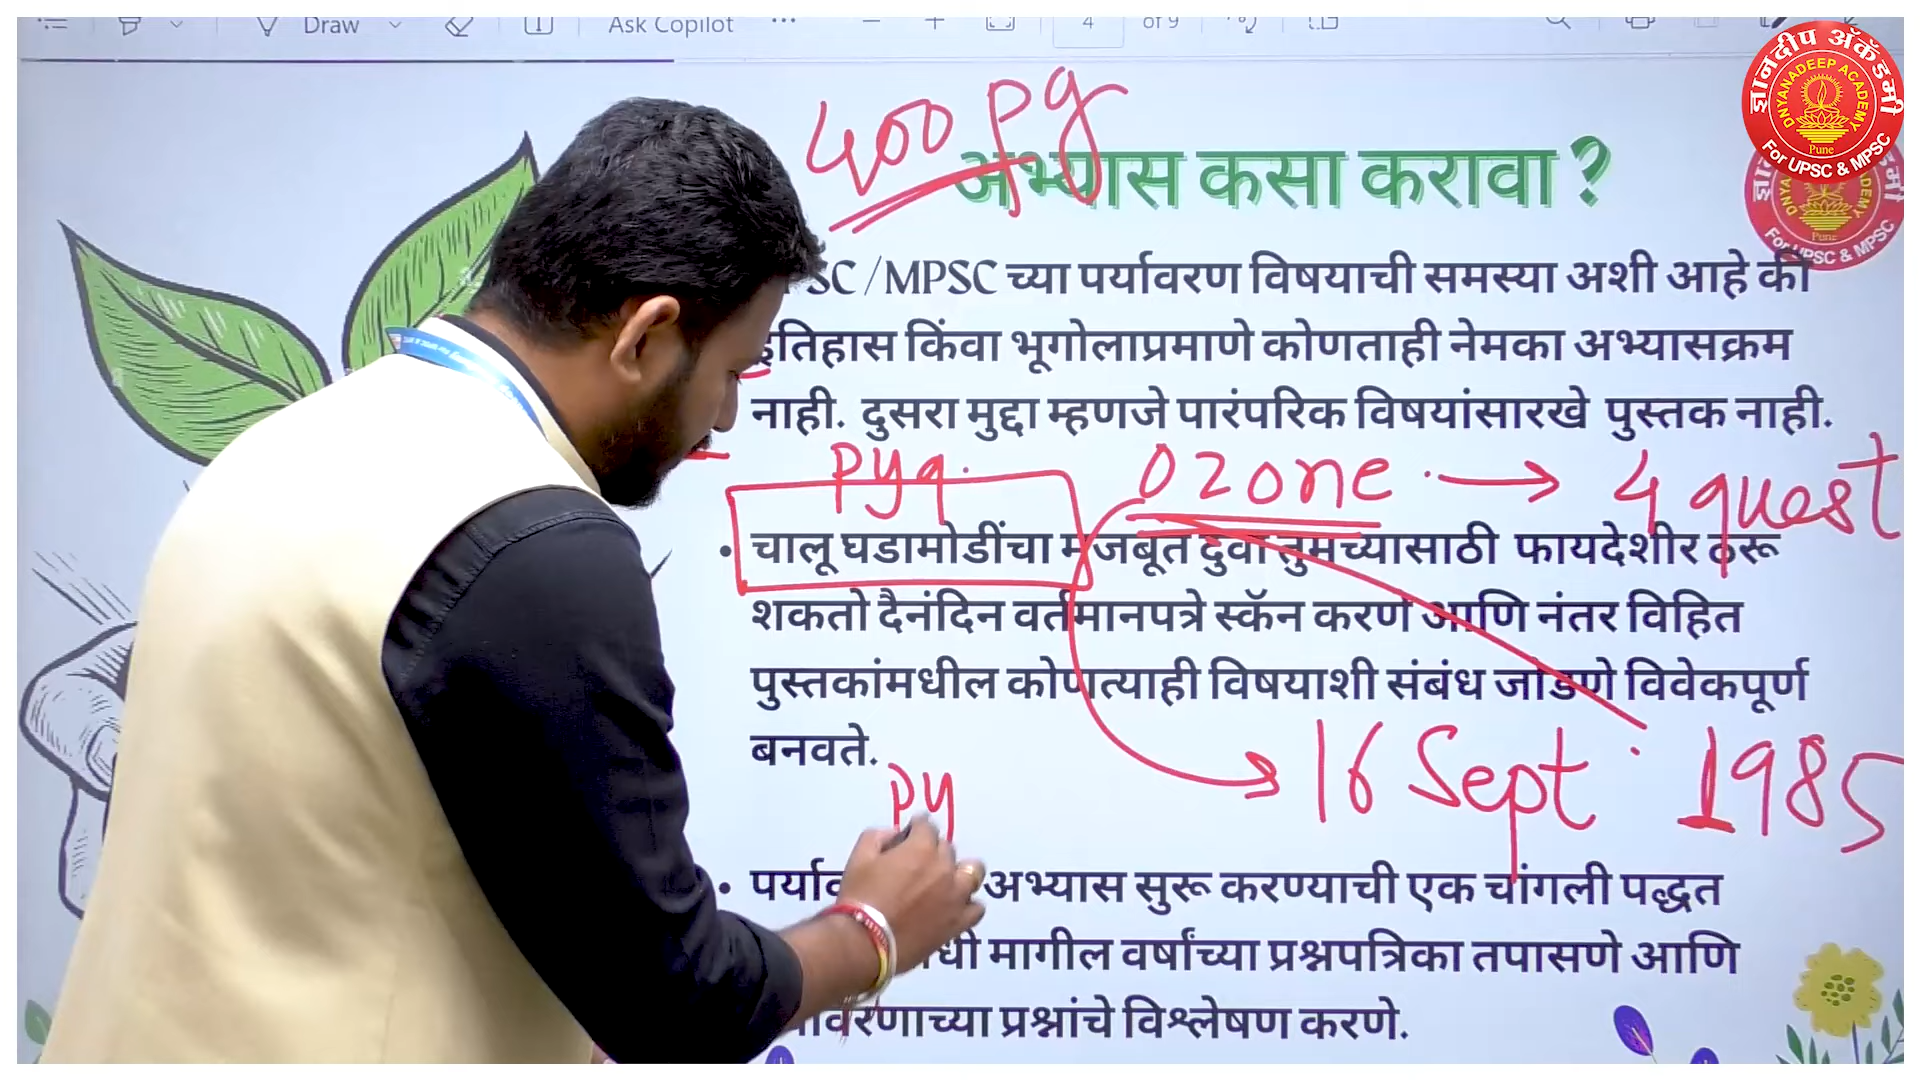 Draw
Ask Copilot
4
of 9
400 pg
अभ्यास कसा करावा ?
SC /MPSC च्या पर्यावरण विषयाची समस्या अशी आहे की
इतिहास किंवा भूगोलाप्रमाणे कोणताही नेमका अभ्यासक्रम
नाही. दुसरा मुद्दा म्हणजे पारंपरिक विषयांसारखे पुस्तक नाही.
PYq. Ozone. → 4 quest
• चालू घडामोडींचा मजबूत दुवा तुमच्यासाठी फायदेशीर ठरू
शकतो दैनंदिन वर्तमानपत्रे स्कॅन करणे आणि नंतर विहित
पुस्तकांमधील कोणत्याही विषयाशी संबंध जोडणे विवेकपूर्ण
बनवते.
16 Sept. 1985
PY
• अभ्यास सुरू करण्याची एक चांगली पद्धत
मागील वर्षांच्या प्रश्नपत्रिका तपासणे आणि
प्रश्नांचे विश्लेषण करणे.
ज्ञानदीप अ‍ॅकॅडमी
DNYANADEEP ACADEMY
Pune
For UPSC & MPSC
Pune